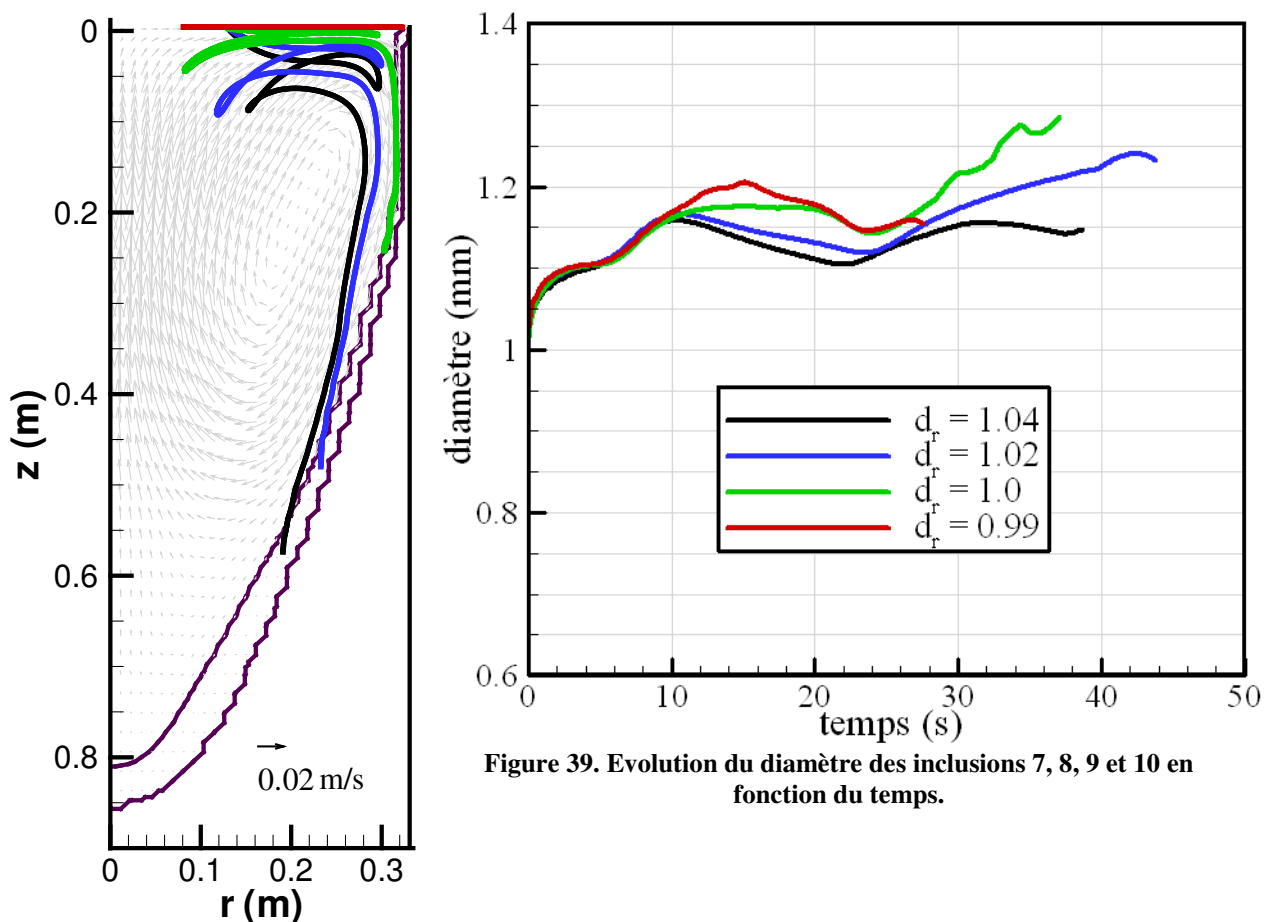 0
0.2
0.4
0.6
0.8
z (m)
0.02 m/s
0
0.1
0.2
0.3
r (m)
1.4
1.2
1
0.8
0.6
diamètre (mm)
d_r = 1.04
d_r = 1.02
d_r = 1.0
d_r = 0.99
0
10
20
30
40
50
temps (s)
Figure 39. Evolution du diamètre des inclusions 7, 8, 9 et 10 en
fonction du temps.